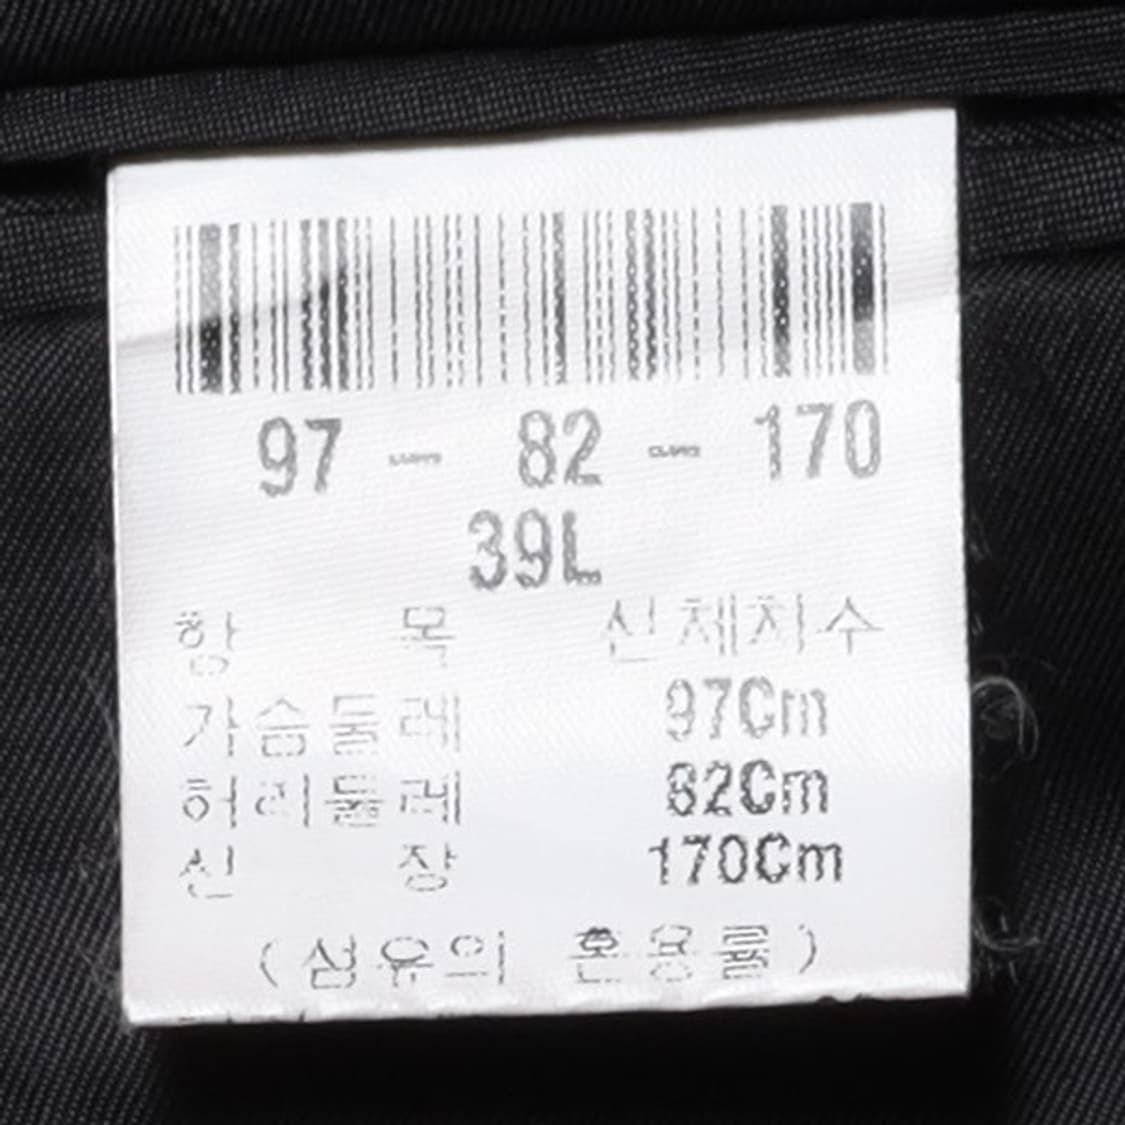 97 - 82 - 170
39L
항 목 신체치수
가슴둘레 97Cm
허리둘레 82Cm
신 장 170Cm
(섬유의 혼용률)